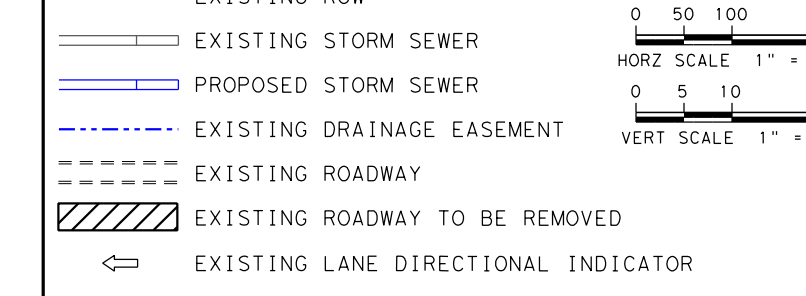 EXISTING ROW
EXISTING STORM SEWER
PROPOSED STORM SEWER
EXISTING DRAINAGE EASEMENT
EXISTING ROADWAY
EXISTING ROADWAY TO BE REMOVED
EXISTING LANE DIRECTIONAL INDICATOR
0 50 100
HORZ SCALE 1" =
0 5 10
VERT SCALE 1" =